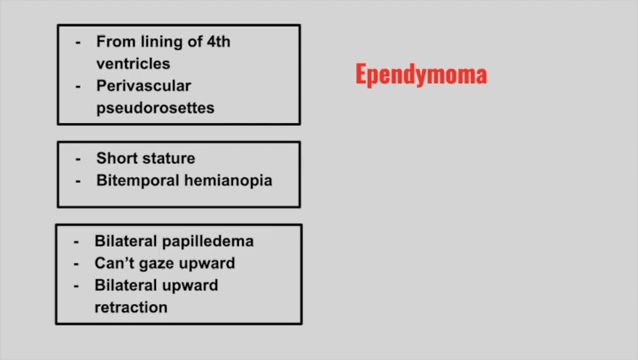 - From lining of 4th
ventricles
- Perivascular
pseudorosettes
Ependymoma
- Short stature
- Bitemporal hemianopia
- Bilateral papilledema
- Can't gaze upward
- Bilateral upward
retraction